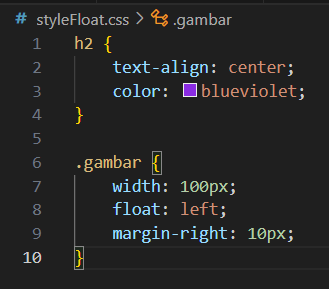 # styleFloat.css > .gambar
1 h2 {
2     text-align: center;
3     color: blueviolet;
4 }
5
6 .gambar {
7     width: 100px;
8     float: left;
9     margin-right: 10px;
10 }